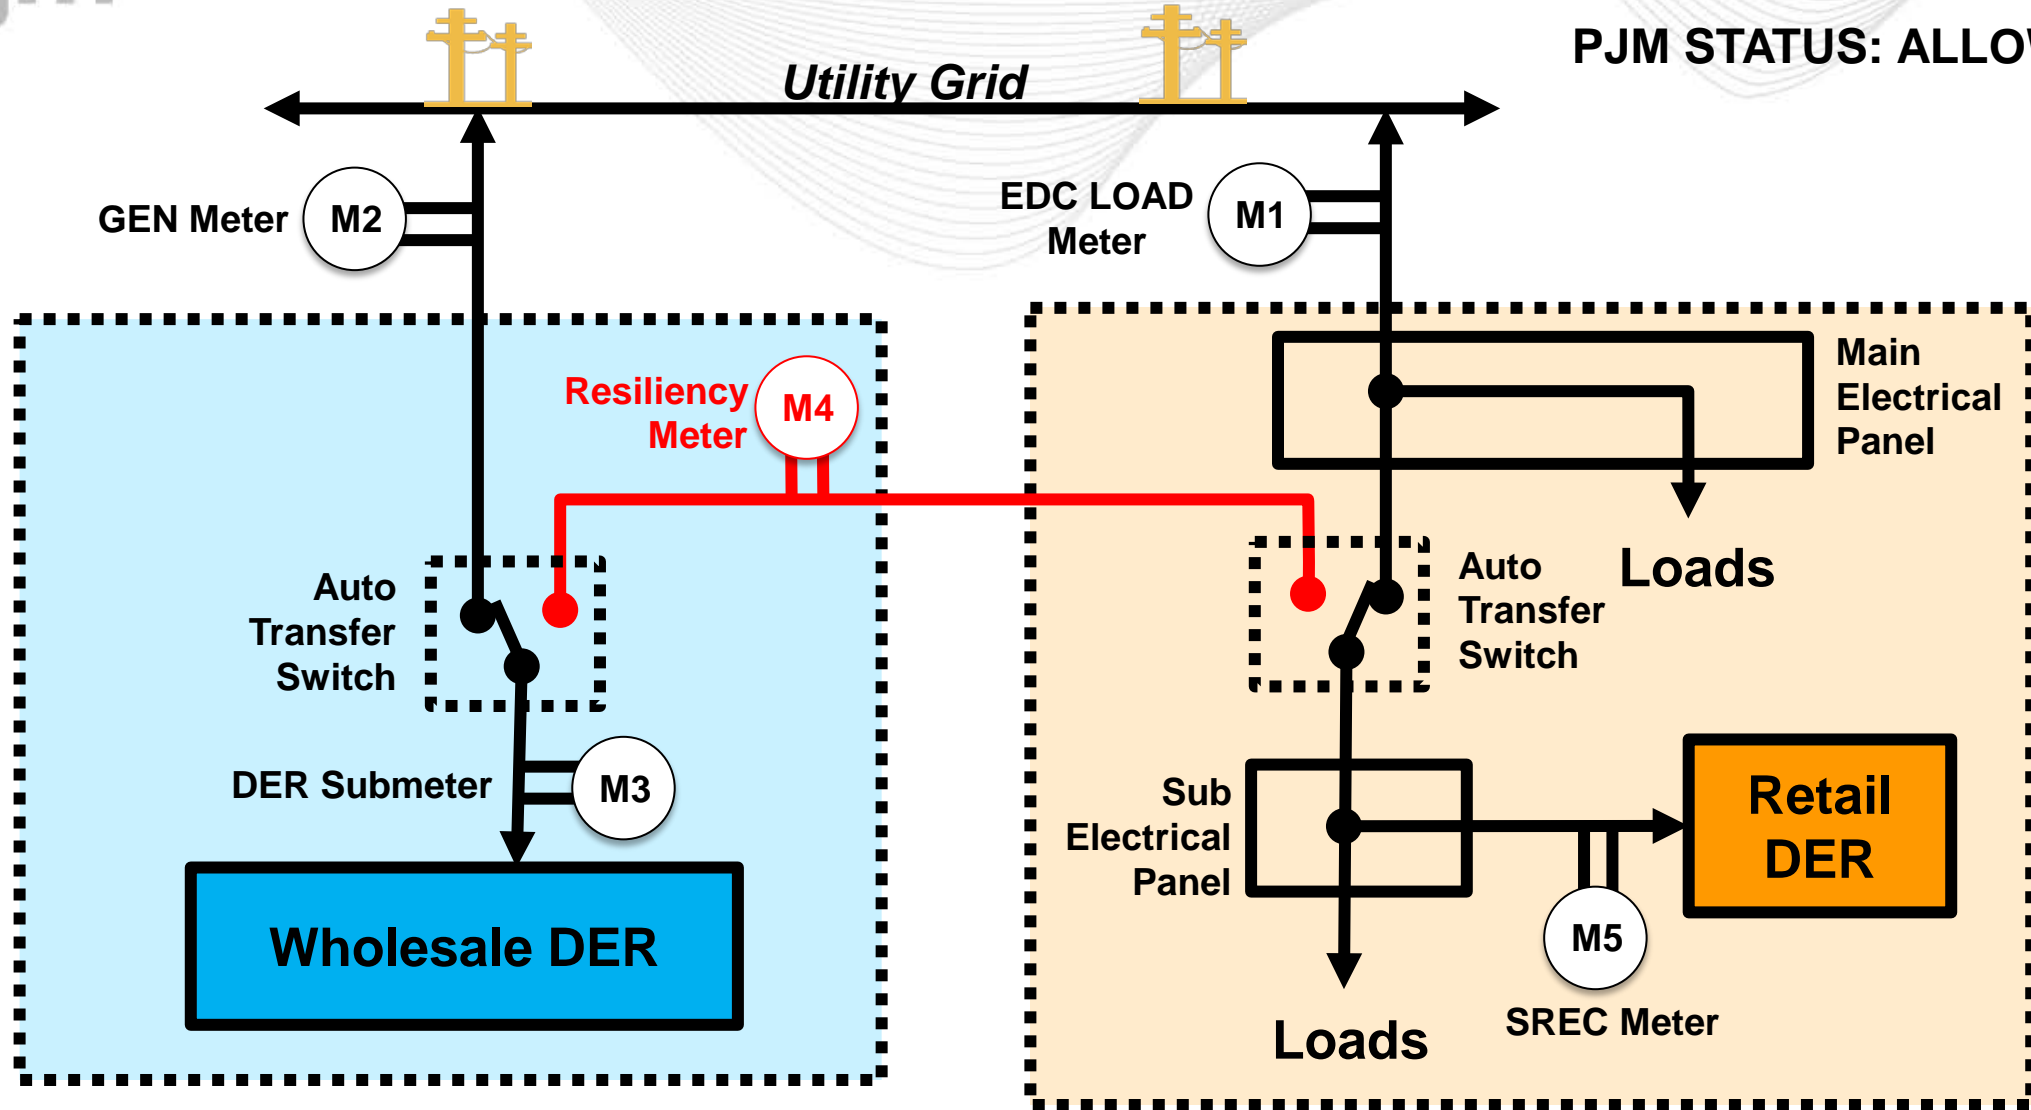 PJM STATUS:
Utility Grid
GEN Meter
M2
EDC LOAD
Meter
M1
Resiliency
Meter
M4
Main
Electrical
Panel
Auto
Transfer
Switch
Auto
Transfer
Switch
Loads
DER Submeter
M3
Sub
Electrical
Panel
Retail
DER
Wholesale DER
M5
SREC Meter
Loads